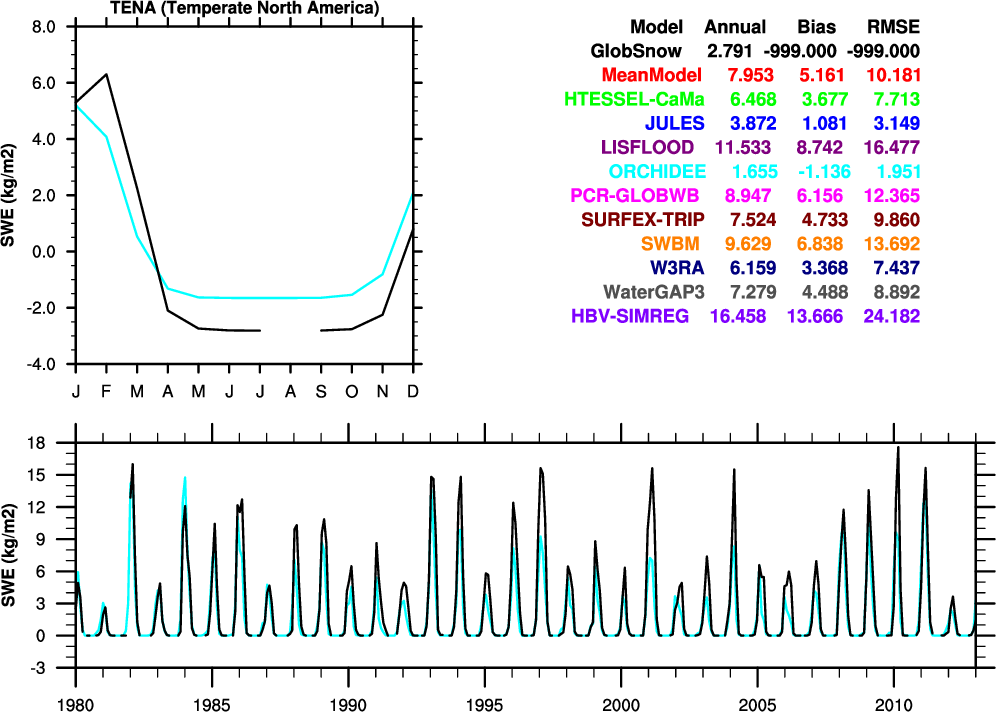 TENA (Temperate North America)
8.0
6.0
4.0
2.0
0.0
-2.0
-4.0
SWE (kg/m2)
J F M A M J J A S O N D
Model Annual Bias RMSE
GlobSnow 2.791 -999.000 -999.000
MeanModel 7.953 5.161 10.181
HTESSEL-CaMa 6.468 3.677 7.713
JULES 3.872 1.081 3.149
LISFLOOD 11.533 8.742 16.477
ORCHIDEE 1.655 -1.136 1.951
PCR-GLOBWB 8.947 6.156 12.365
SURFEX-TRIP 7.524 4.733 9.860
SWBM 9.629 6.838 13.692
W3RA 6.159 3.368 7.437
WaterGAP3 7.279 4.488 8.892
HBV-SIMREG 16.458 13.666 24.182
18
15
12
9
6
3
0
-3
SWE (kg/m2)
1980 1985 1990 1995 2000 2005 2010